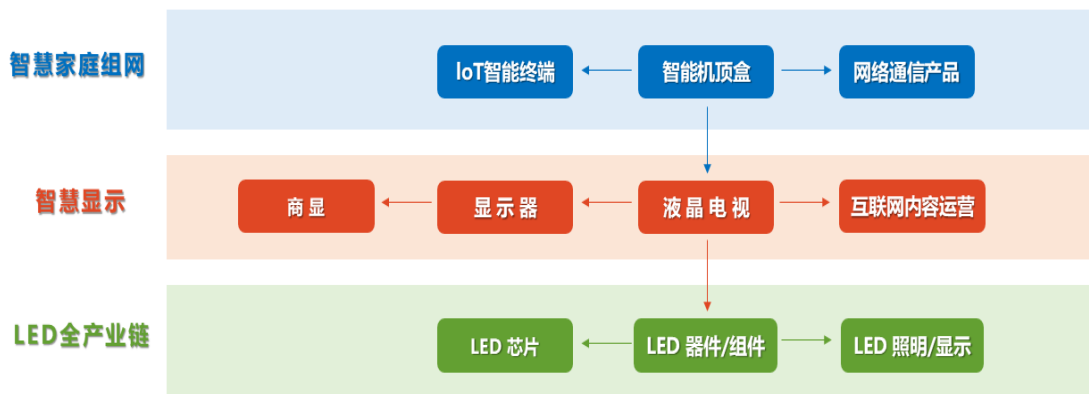 智慧家庭组网
IoT智能终端
智能机顶盒
网络通信产品
智慧显示
商显
显示器
液晶电视
互联网内容运营
LED全产业链
LED 芯片
LED 器件/组件
LED 照明/显示